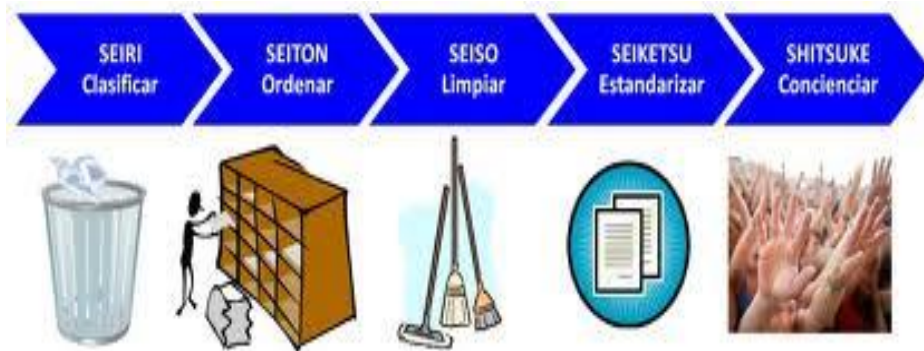 SEIRI
Clasificar
SEITON
Ordenar
SEISO
Limpiar
SEIKETSU
Estandarizar
SHITSUKE
Concienciar